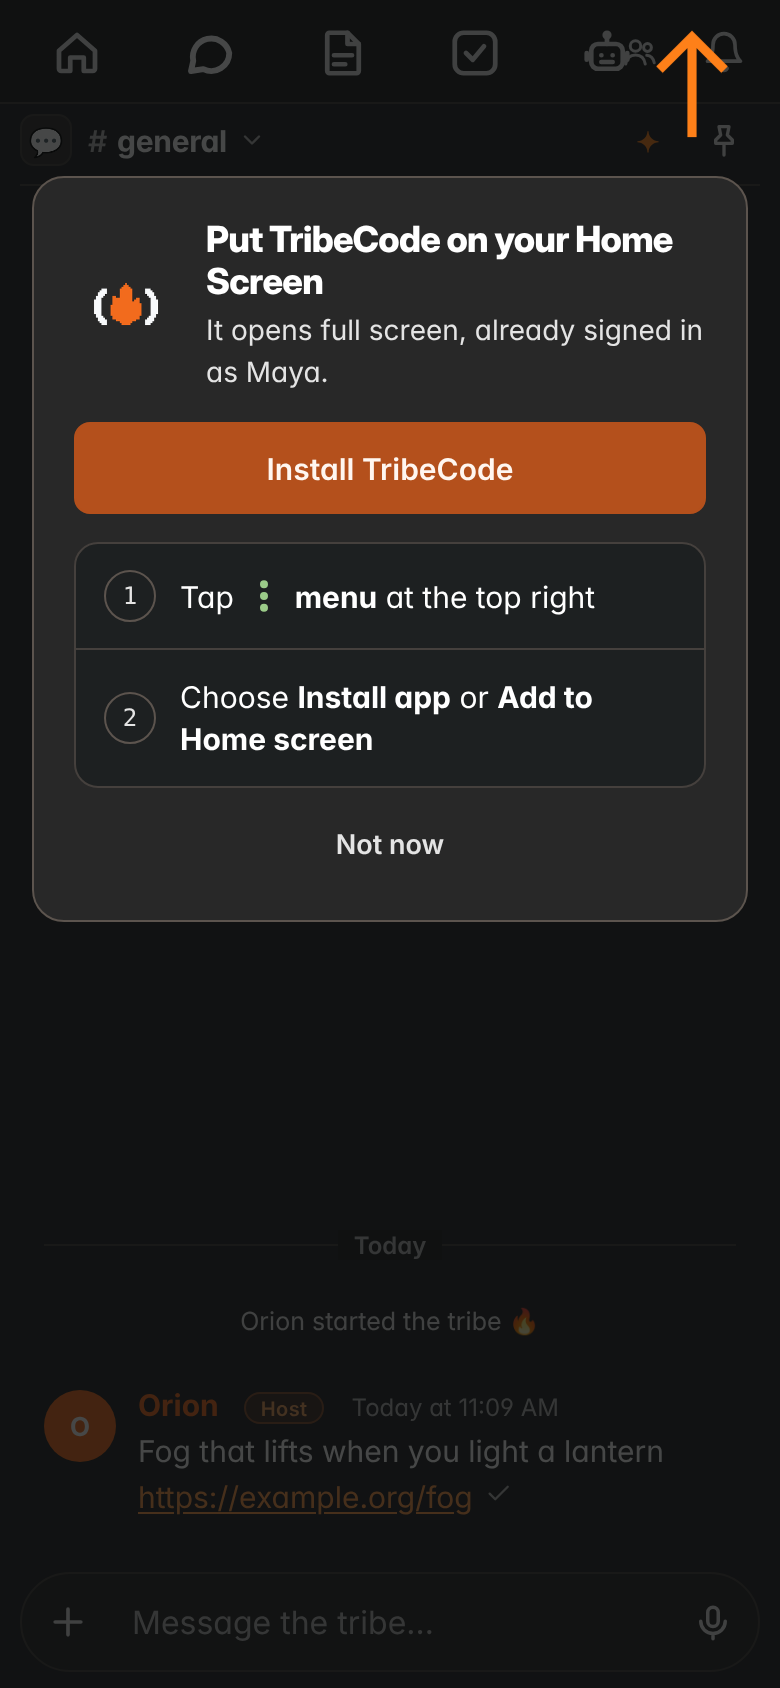 # general
Put TribeCode on your Home
Screen
It opens full screen, already signed in
as Maya.
Install TribeCode
1 Tap menu at the top right
2 Choose Install app or Add to
Home screen
Not now
Today
Orion started the tribe 🔥
O Orion Host Today at 11:09 AM
Fog that lifts when you light a lantern
https://example.org/fog
Message the tribe...